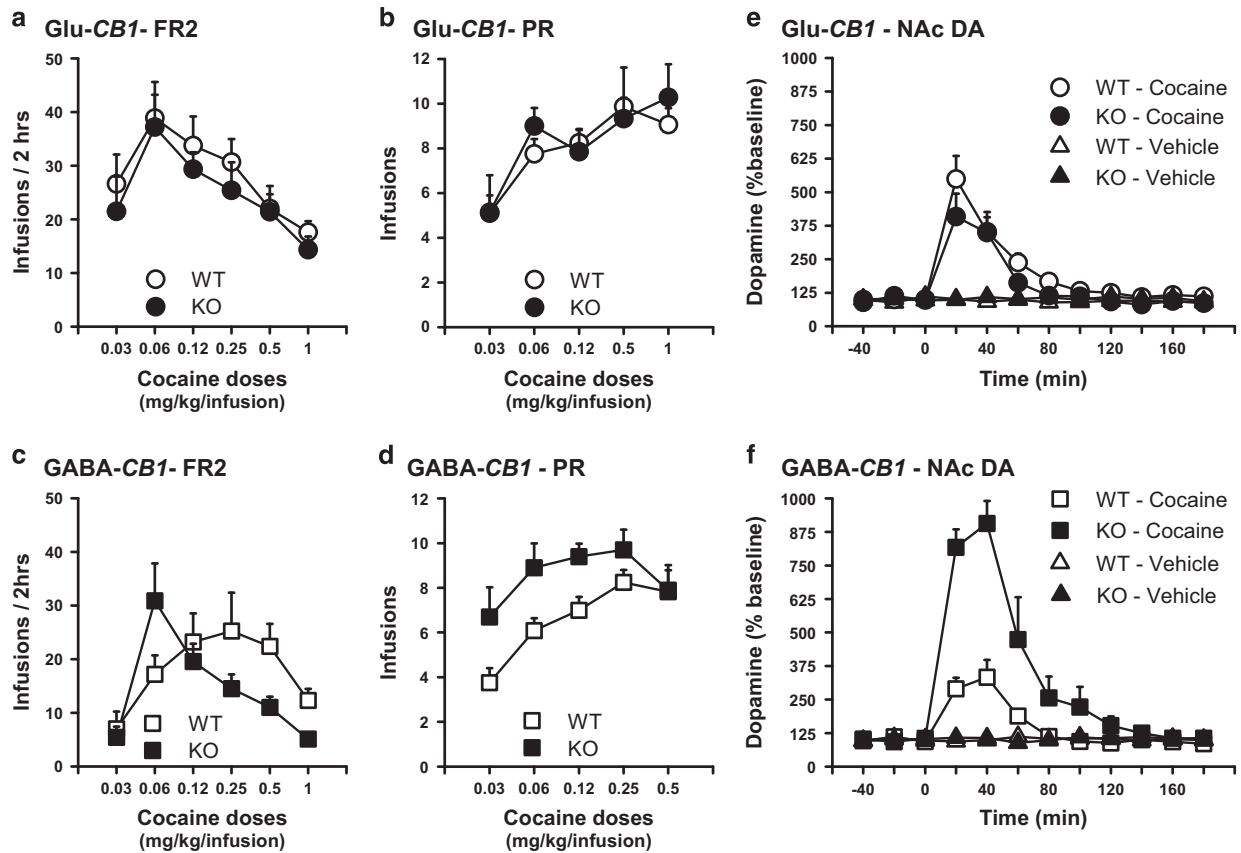 a Glu-CB1- FR2
Infusions / 2 hrs
50
40
30
20
10
0
WT
KO
0.03 0.06 0.12 0.25 0.5 1
Cocaine doses
(mg/kg/infusion)
b Glu-CB1- PR
Infusions
12
10
8
6
4
2
0
WT
KO
0.03 0.06 0.12 0.5 1
Cocaine doses
(mg/kg/infusion)
e Glu-CB1 - NAc DA
Dopamine (%baseline)
1000
875
750
625
500
375
250
125
0
WT - Cocaine
KO - Cocaine
WT - Vehicle
KO - Vehicle
-40 0 40 80 120 160
Time (min)
c GABA-CB1- FR2
Infusions / 2hrs
50
40
30
20
10
0
WT
KO
0.03 0.06 0.12 0.25 0.5 1
Cocaine doses
(mg/kg/infusion)
d GABA-CB1 - PR
Infusions
12
10
8
6
4
2
0
WT
KO
0.03 0.06 0.12 0.25 0.5
Cocaine doses
(mg/kg/infusion)
f GABA-CB1 - NAc DA
Dopamine (% baseline)
1000
875
750
625
500
375
250
125
0
WT - Cocaine
KO - Cocaine
WT - Vehicle
KO - Vehicle
-40 0 40 80 120 160
Time (min)